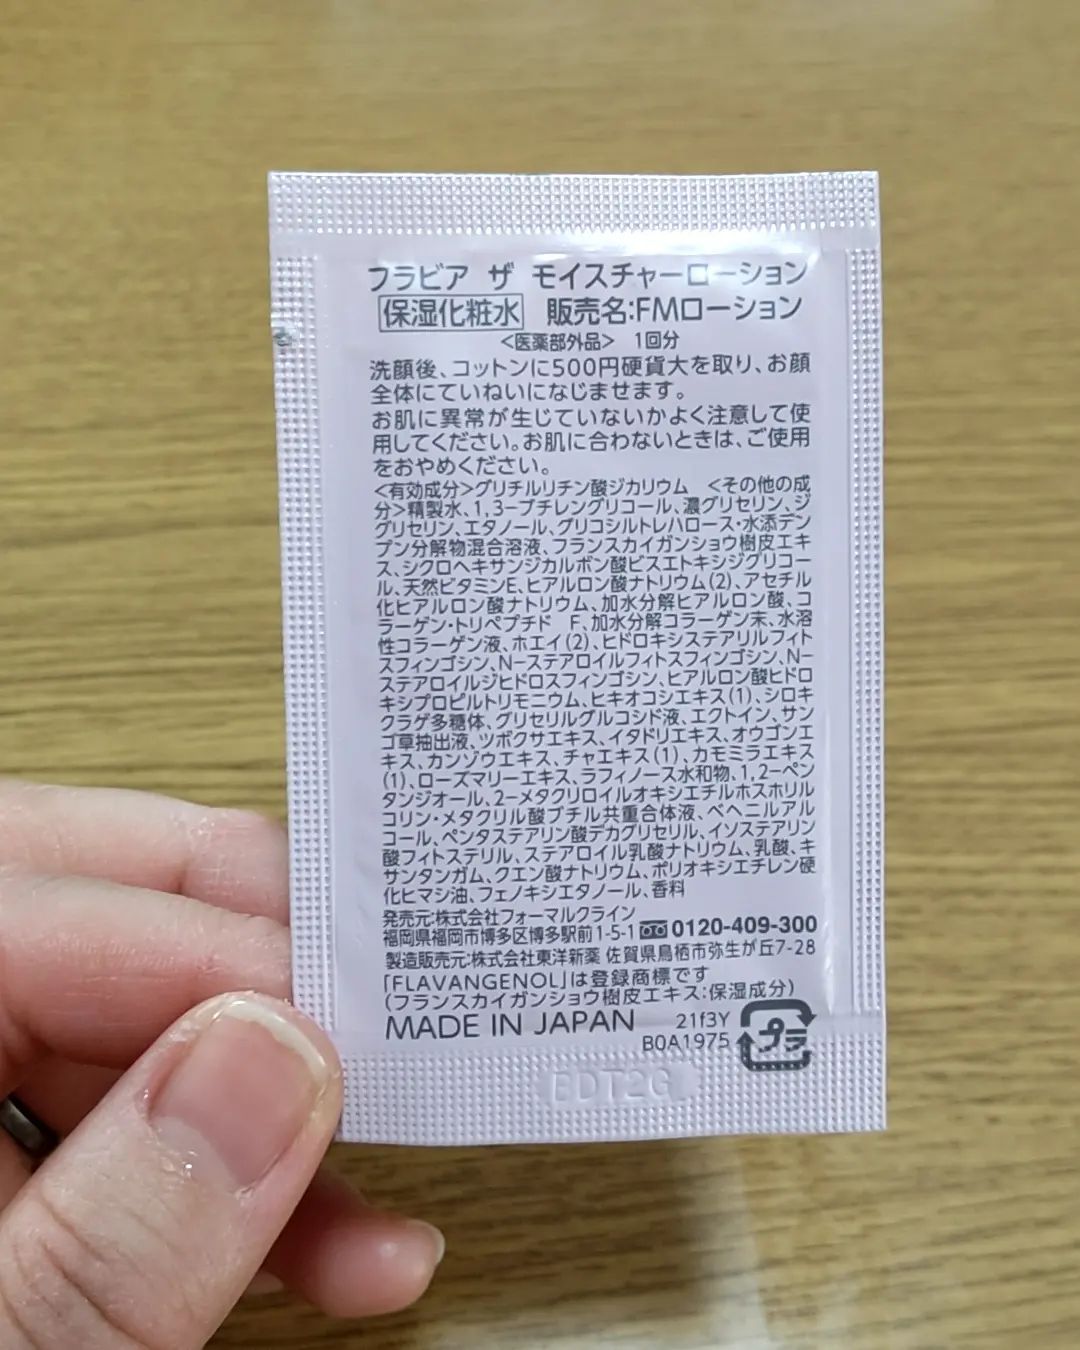 フラビア ザ モイスチャーローション
保湿化粧水 販売名:FMローション
<医薬部外品> 1回分
洗顔後、コットンに500円硬貨大を取り、お顔
全体にていねいになじませます。
お肌に異常が生じていないかよく注意して使
用してください。お肌に合わないときは、ご使用
をおやめください。
<有効成分>グリチルリチン酸ジカリウム <その他の成
分>精製水、1,3-ブチレングリコール、濃グリセリン、ジ
グリセリン、エタノール、グリコシルトレハロース・水添デン
プン分解物混合溶液、フランスカイガンショウ樹皮エキ
ス、シクロヘキサンジカルボン酸ビスエトキシジグリコー
ル、天然ビタミンE、ヒアルロン酸ナトリウム(2)、アセチル
化ヒアルロン酸ナトリウム、加水分解ヒアルロン酸、コ
ラーゲン・トリペプチド F、加水分解コラーゲン末、水溶
性コラーゲン液、ホエイ(2)、ヒドロキシステアリルフィト
スフィンゴシン、N-ステアロイルフィトスフィンゴシン、N-
ステアロイルジヒドロスフィンゴシン、ヒアルロン酸ヒドロ
キシプロピルトリモニウム、ヒキオコシエキス(1)、シロキ
クラゲ多糖体、グリセリルグルコシド液、エクトイン、サン
ゴ草抽出液、ツボクサエキス、イタドリエキス、オウゴンエ
キス、カンゾウエキス、チャエキス(1)、カモミラエキス
(1)、ローズマリーエキス、ラフィノース水和物、1,2-ペン
タンジオール、2-メタクリロイルオキシエチルホスホリル
コリン・メタクリル酸ブチル共重合体液、ベヘニルアル
コール、ペンタステアリン酸デカグリセリル、イソステアリン
酸フィトステリル、ステアロイル乳酸ナトリウム、乳酸、キ
サンタンガム、クエン酸ナトリウム、ポリオキシエチレン硬
化ヒマシ油、フェノキシエタノール、香料
発売元:株式会社フォーマルクライン
福岡県福岡市博多区博多駅前1-5-1 0120-409-300
製造販売元:株式会社東洋新薬 佐賀県鳥栖市弥生が丘7-28
「FLAVANGENOL」は登録商標です
(フランスカイガンショウ樹皮エキス:保湿成分)
MADE IN JAPAN 21f3Y
B0A1975
プラ
EDT2G